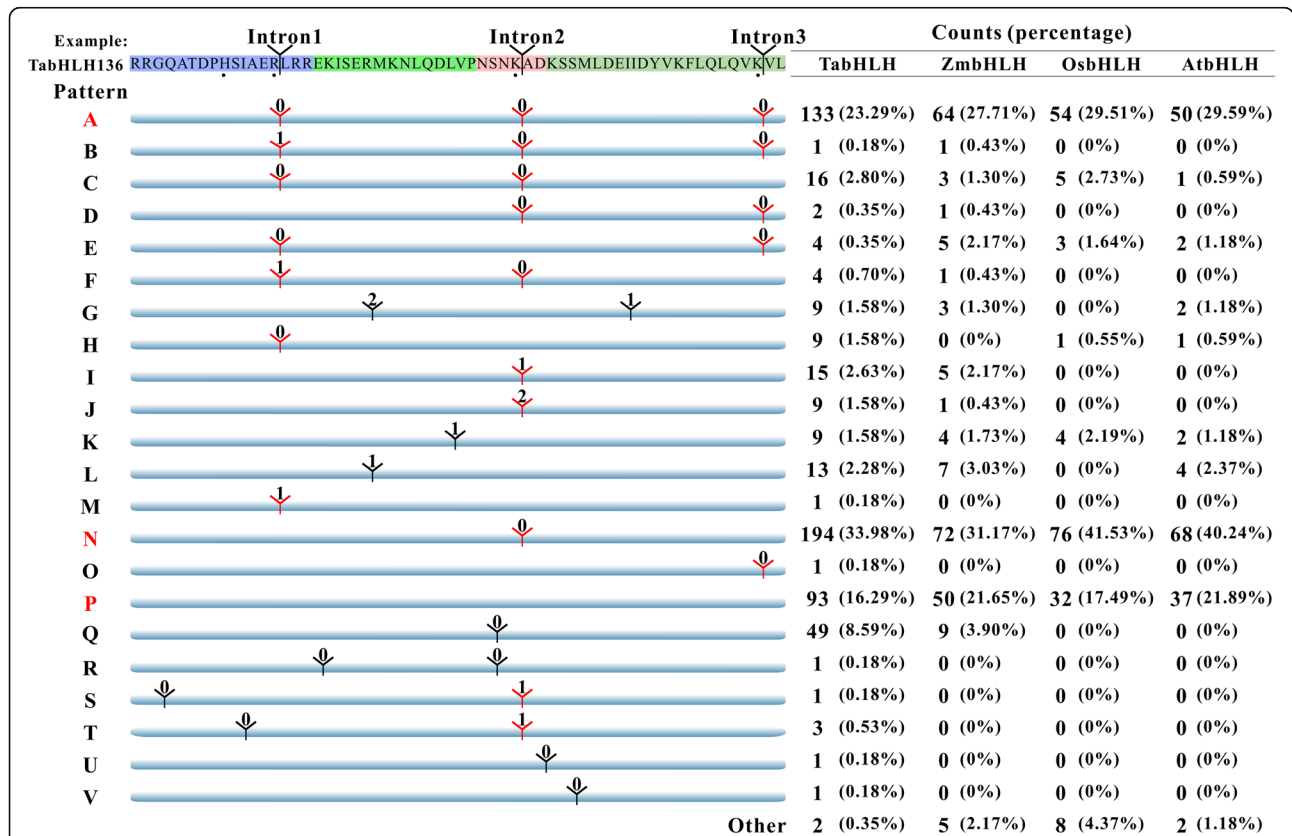 Example: Intron1 Intron2 Intron3 Counts (percentage)
TabHLH136 RRGQATDPHSIAERLRREKISERMKNLQDLVPNSNKADKSSMLDEIIDYVKFLQLQVKVL TabHLH ZmbHLH OsbHLH AtbHLH
Pattern
A 0 0 0 133 (23.29%) 64 (27.71%) 54 (29.51%) 50 (29.59%)
B 1 0 0 1 (0.18%) 1 (0.43%) 0 (0%) 0 (0%)
C 0 0 16 (2.80%) 3 (1.30%) 5 (2.73%) 1 (0.59%)
D 0 0 2 (0.35%) 1 (0.43%) 0 (0%) 0 (0%)
E 0 0 4 (0.35%) 5 (2.17%) 3 (1.64%) 2 (1.18%)
F 1 0 4 (0.70%) 1 (0.43%) 0 (0%) 0 (0%)
G 2 1 9 (1.58%) 3 (1.30%) 0 (0%) 2 (1.18%)
H 0 9 (1.58%) 0 (0%) 1 (0.55%) 1 (0.59%)
I 1 15 (2.63%) 5 (2.17%) 0 (0%) 0 (0%)
J 2 9 (1.58%) 1 (0.43%) 0 (0%) 0 (0%)
K 1 9 (1.58%) 4 (1.73%) 4 (2.19%) 2 (1.18%)
L 1 13 (2.28%) 7 (3.03%) 0 (0%) 4 (2.37%)
M 1 1 (0.18%) 0 (0%) 0 (0%) 0 (0%)
N 0 194 (33.98%) 72 (31.17%) 76 (41.53%) 68 (40.24%)
O 0 1 (0.18%) 0 (0%) 0 (0%) 0 (0%)
P 93 (16.29%) 50 (21.65%) 32 (17.49%) 37 (21.89%)
Q 0 49 (8.59%) 9 (3.90%) 0 (0%) 0 (0%)
R 0 0 1 (0.18%) 0 (0%) 0 (0%) 0 (0%)
S 0 1 1 (0.18%) 0 (0%) 0 (0%) 0 (0%)
T 0 1 3 (0.53%) 0 (0%) 0 (0%) 0 (0%)
U 0 1 (0.18%) 0 (0%) 0 (0%) 0 (0%)
V 0 1 (0.18%) 0 (0%) 0 (0%) 0 (0%)
Other 2 (0.35%) 5 (2.17%) 8 (4.37%) 2 (1.18%)